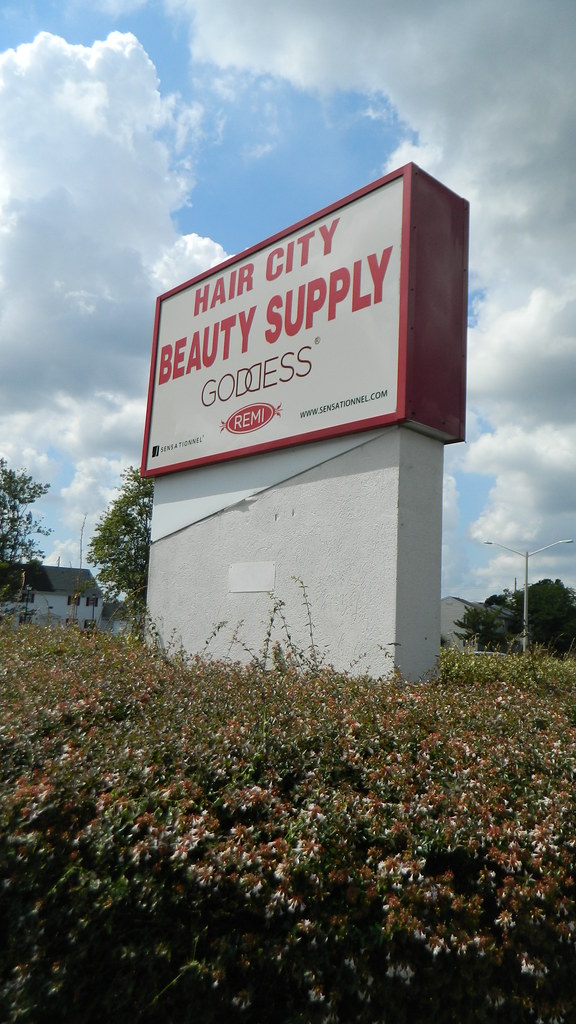 HAIR CITY
BEAUTY SUPPLY
GODDESS®
REMI
SENSATIONNEL® WWW.SENSATIONNEL.COM